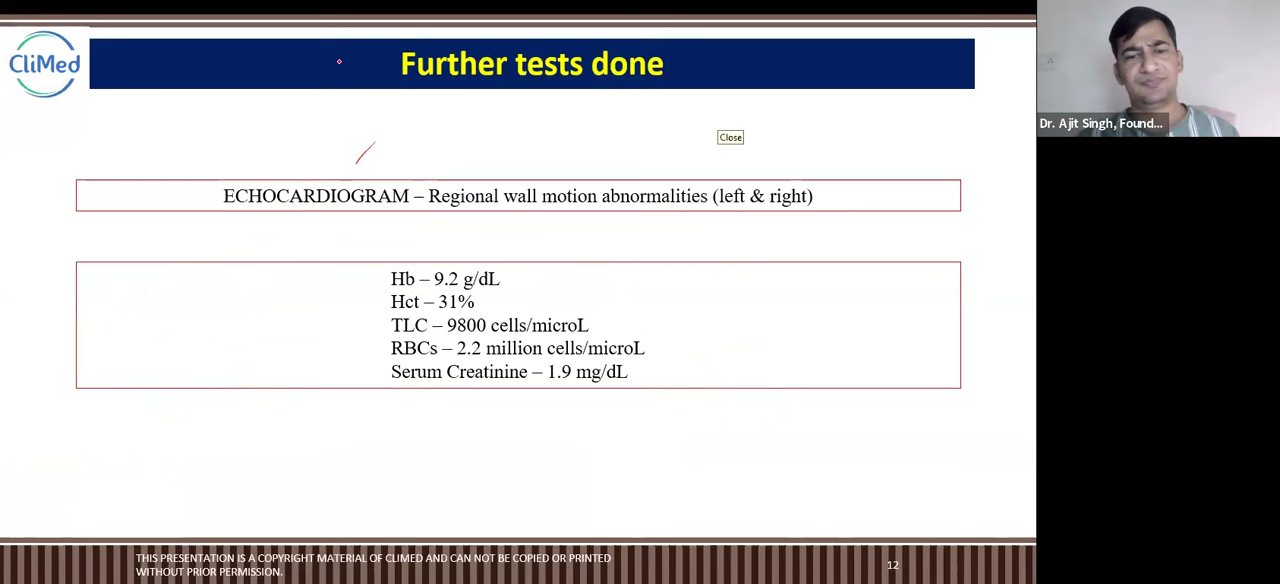 CliMed
Further tests done
Dr. Ajit Singh, Found...
Close
ECHOCARDIOGRAM – Regional wall motion abnormalities (left & right)
Hb – 9.2 g/dL
Hct – 31%
TLC – 9800 cells/microL
RBCs – 2.2 million cells/microL
Serum Creatinine – 1.9 mg/dL
THIS PRESENTATION IS A COPYRIGHT MATERIAL OF CLIMED AND CAN NOT BE COPIED OR PRINTED
WITHOUT PRIOR PERMISSION.
12